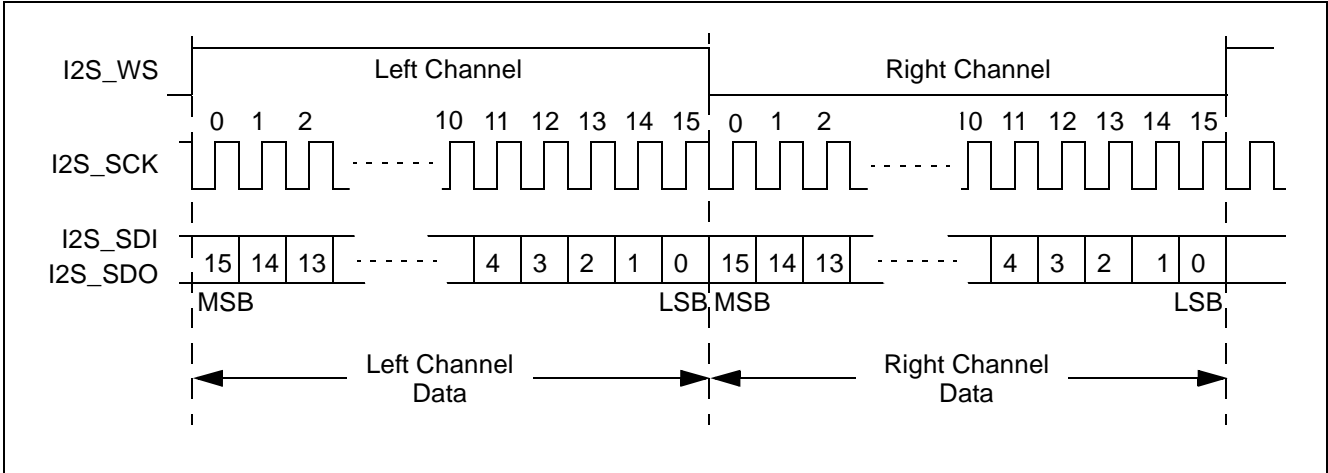 I2S_WS Left Channel Right Channel
0 1 2 10 11 12 13 14 15 0 1 2 10 11 12 13 14 15
I2S_SCK
I2S_SDI
I2S_SDO 15 14 13 4 3 2 1 0 15 14 13 4 3 2 1 0
MSB LSB MSB LSB
Left Channel Right Channel
Data Data